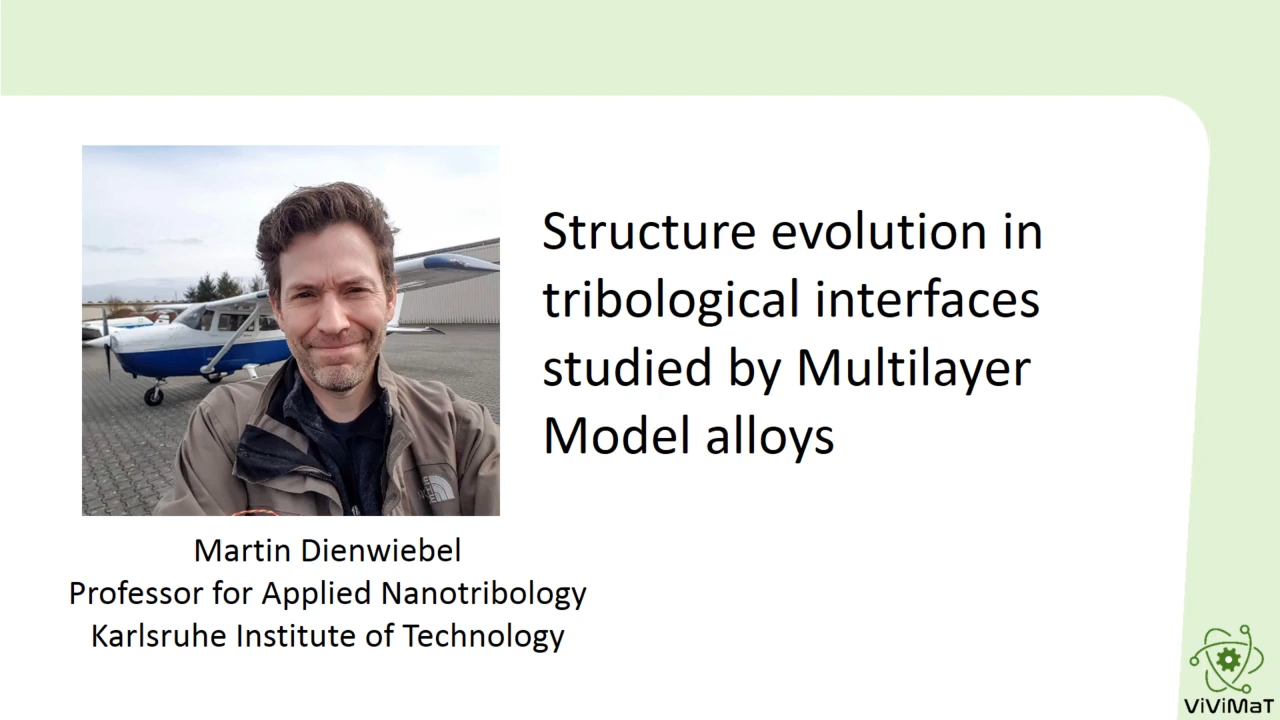 Structure evolution in
tribological interfaces
studied by Multilayer
Model alloys
Martin Dienwiebel
Professor for Applied Nanotribology
Karlsruhe Institute of Technology
ViViMaT